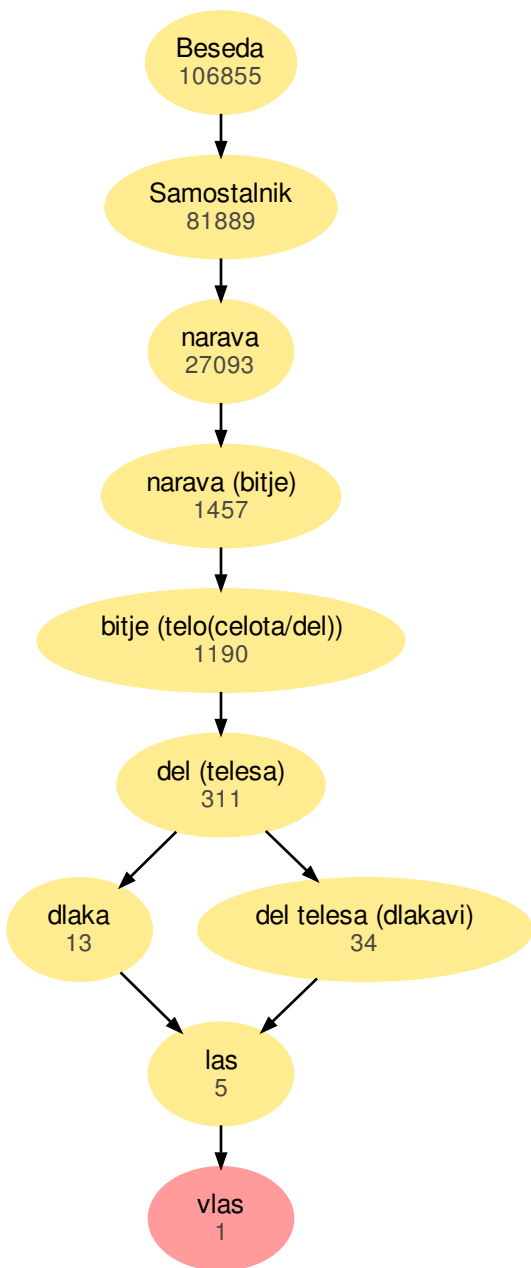 Beseda
106855
Samostalnik
81889
narava
27093
narava (bitje)
1457
bitje (telo(celota/del))
1190
del (telesa)
311
dlaka
13
del telesa (dlakavi)
34
las
5
vlas
1